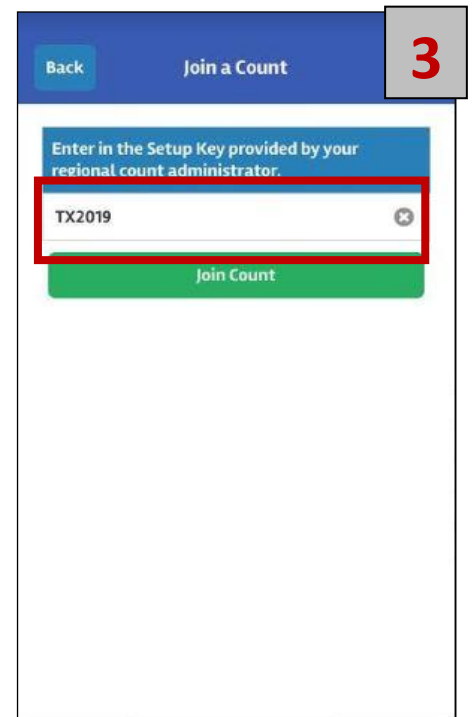 Back
Join a Count
3
Enter in the Setup Key provided by your
regional count administrator.
TX2019
Join Count